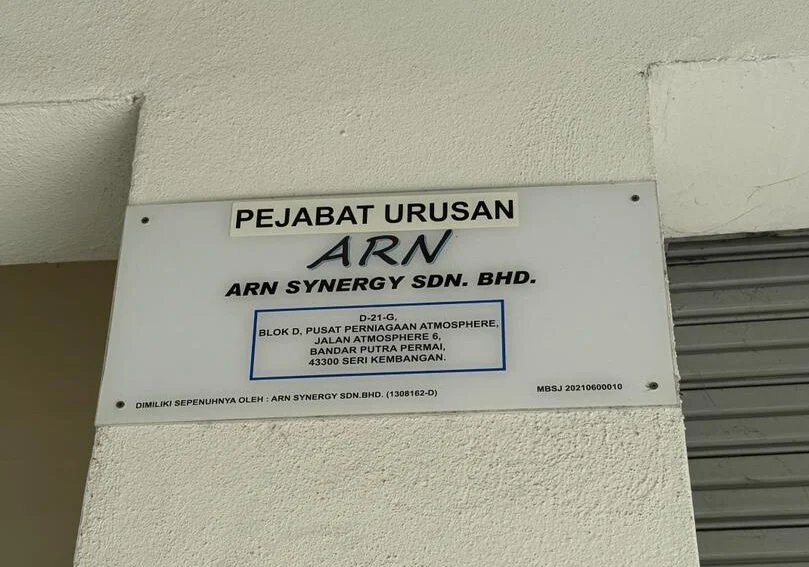 PEJABAT URUSAN
ARN
ARN SYNERGY SDN. BHD.
D-21-G,
BLOK D, PUSAT PERNIAGAAN ATMOSPHERE,
JALAN ATMOSPHERE 6,
BANDAR PUTRA PERMAI,
43300 SERI KEMBANGAN.
DIMILIKI SEPENUHNYA OLEH : ARN SYNERGY SDN.BHD. (1308162-D)
MBSJ 20210600010